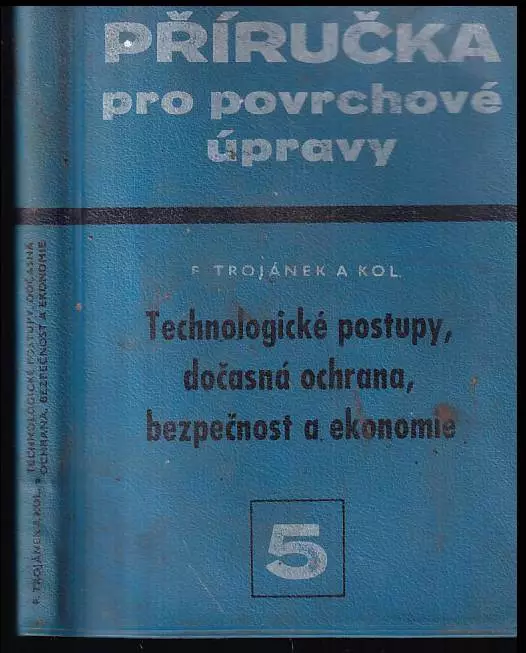 PŘÍRUČKA
pro povrchové
úpravy
F. TROJÁNEK A KOL.
Technologické postupy,
dočasná ochrana,
bezpečnost a ekonomie
5
F. TROJÁNEK A KOL.
TECHNOLOGICKÉ POSTUPY, DOČASNÁ
OCHRANA, BEZPEČNOST A EKONOMIE